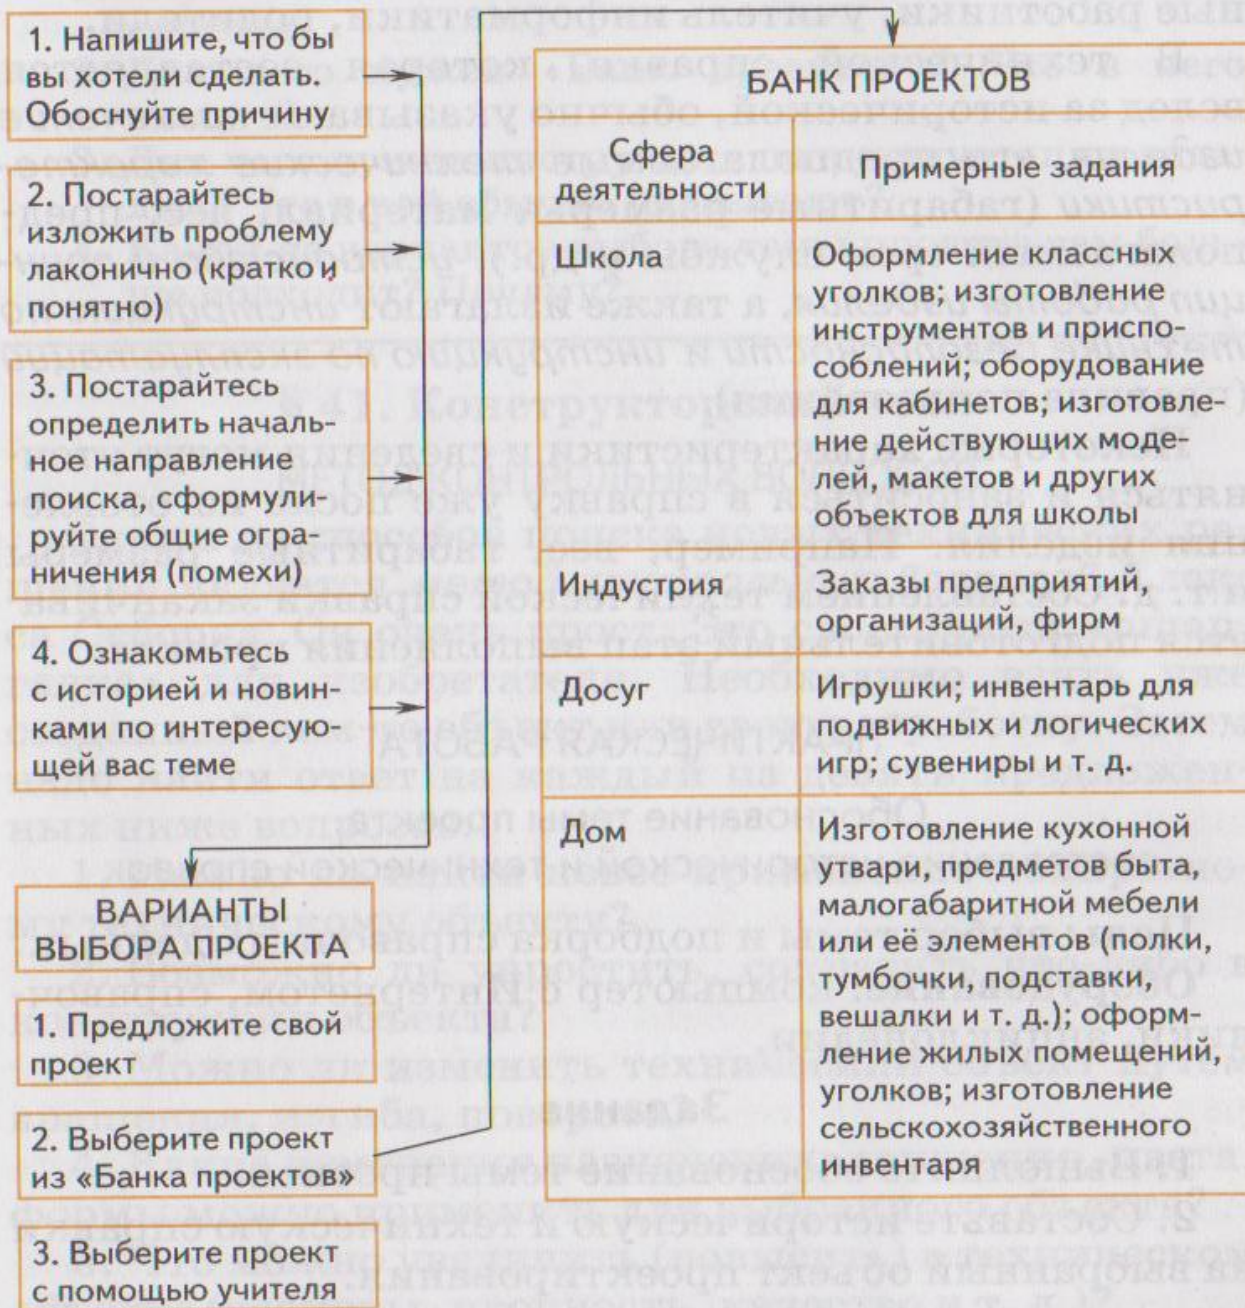 1. Напишите, что бы
вы хотели сделать.
Обоснуйте причину
2. Постарайтесь
изложить проблему
лаконично (кратко и
понятно)
3. Постарайтесь
определить началь-
ное направление
поиска, сформули-
руйте общие огра-
ничения (помехи)
4. Ознакомьтесь
с историей и новин-
ками по интересую-
щей вас теме
ВАРИАНТЫ
ВЫБОРА ПРОЕКТА
1. Предложите свой
проект
2. Выберите проект
из «Банка проектов»
3. Выберите проект
с помощью учителя
БАНК ПРОЕКТОВ
Сфера
деятельности
Примерные задания
Школа
Оформление классных
уголков; изготовление
инструментов и приспо-
соблений; оборудование
для кабинетов; изготовле-
ние действующих моде-
лей, макетов и других
объектов для школы
Индустрия
Заказы предприятий,
организаций, фирм
Досуг
Игрушки; инвентарь для
подвижных и логических
игр; сувениры и т. д.
Дом
Изготовление кухонной
утвари, предметов быта,
малогабаритной мебели
или её элементов (полки,
тумбочки, подставки,
вешалки и т. д.); оформ-
ление жилых помещений,
уголков; изготовление
сельскохозяйственного
инвентаря